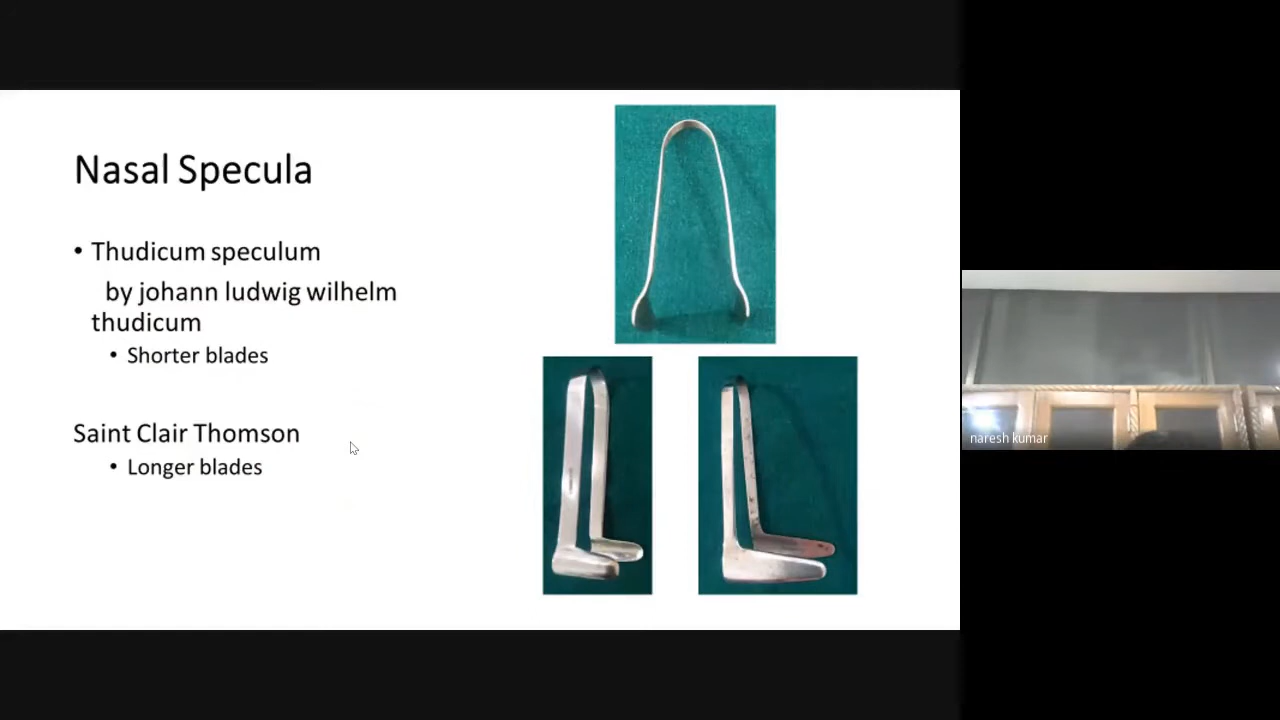 Nasal Specula
• Thudicum speculum
by johann ludwig wilhelm
thudicum
• Shorter blades
Saint Clair Thomson
• Longer blades
naresh kumar